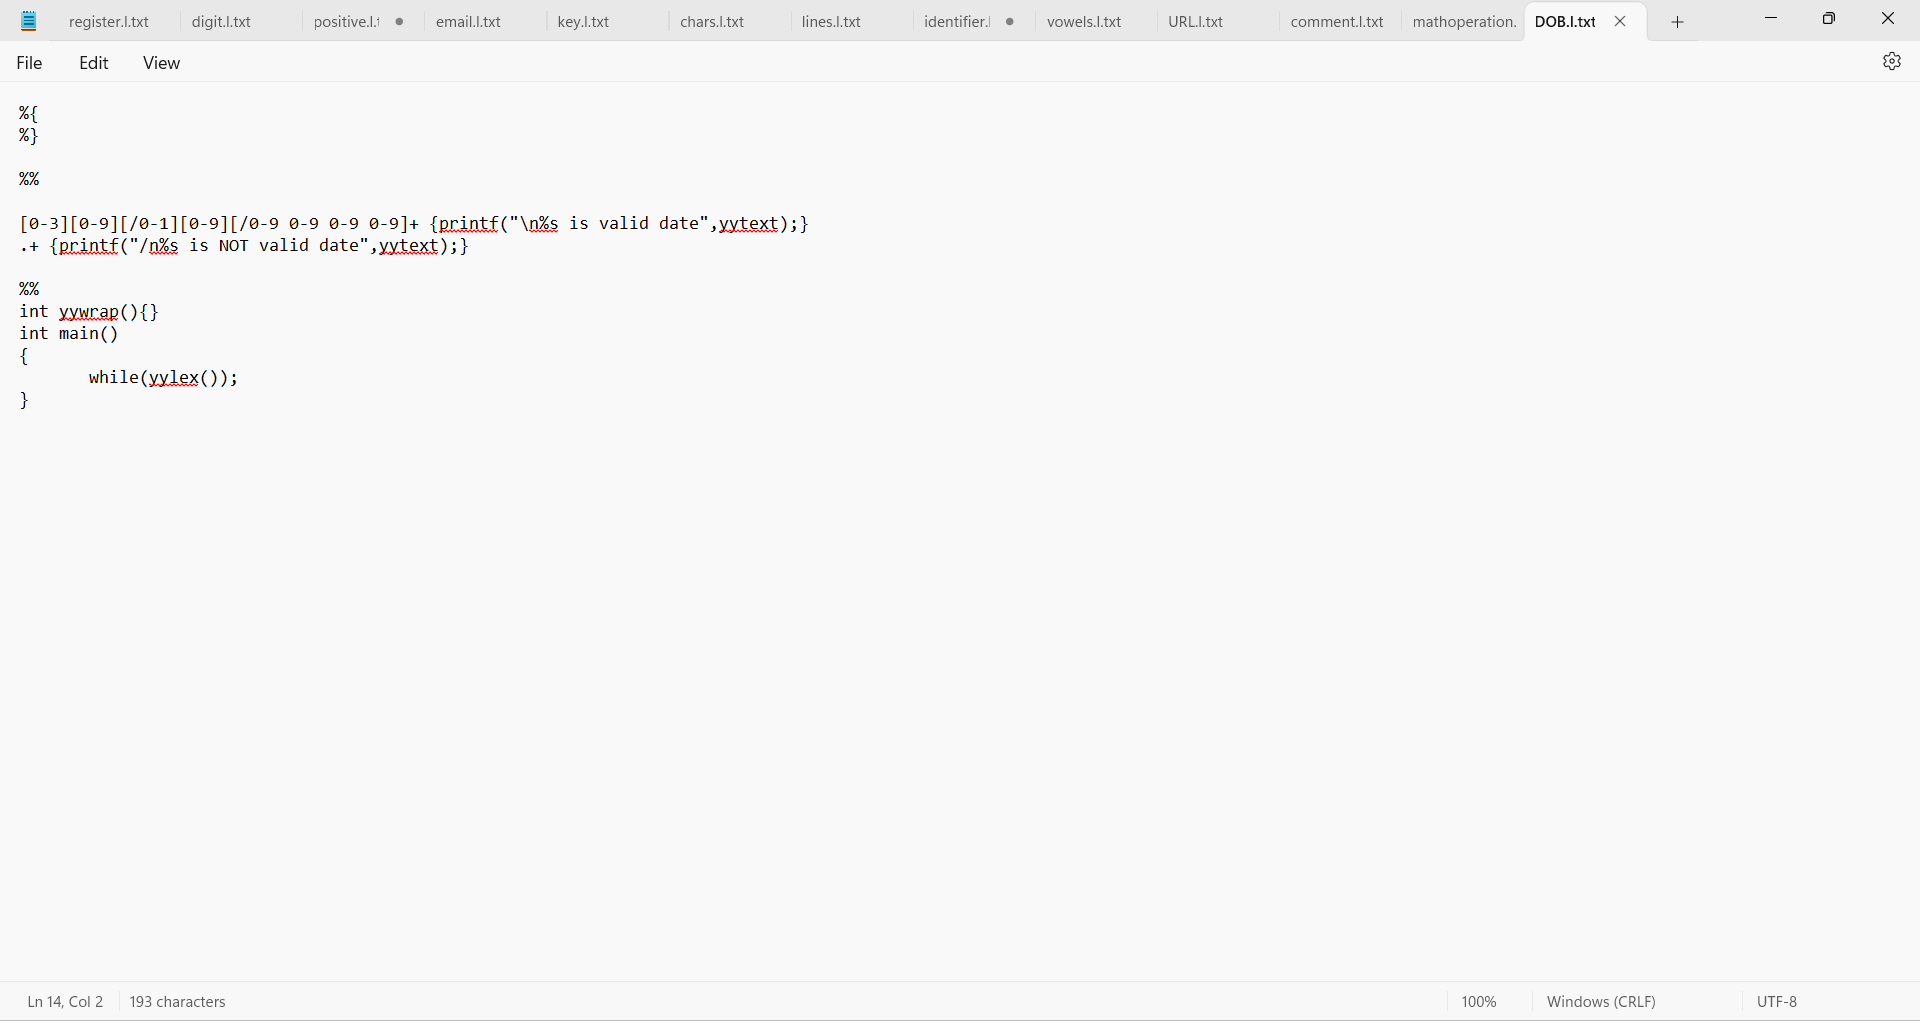 register.l.txt digit.l.txt positive.l.t email.l.txt key.l.txt chars.l.txt lines.l.txt identifier.l vowels.l.txt URL.l.txt comment.l.txt mathoperation. DOB.l.txt
File Edit View
%{
%}
%%
[0-3][0-9][/0-1][0-9][/0-9 0-9 0-9 0-9]+ {printf("\n%s is valid date",yytext);}
.+ {printf("/n%s is NOT valid date",yytext);}
%%
int yywrap(){}
int main()
{
while(yylex());
}
Ln 14, Col 2 193 characters 100% Windows (CRLF) UTF-8